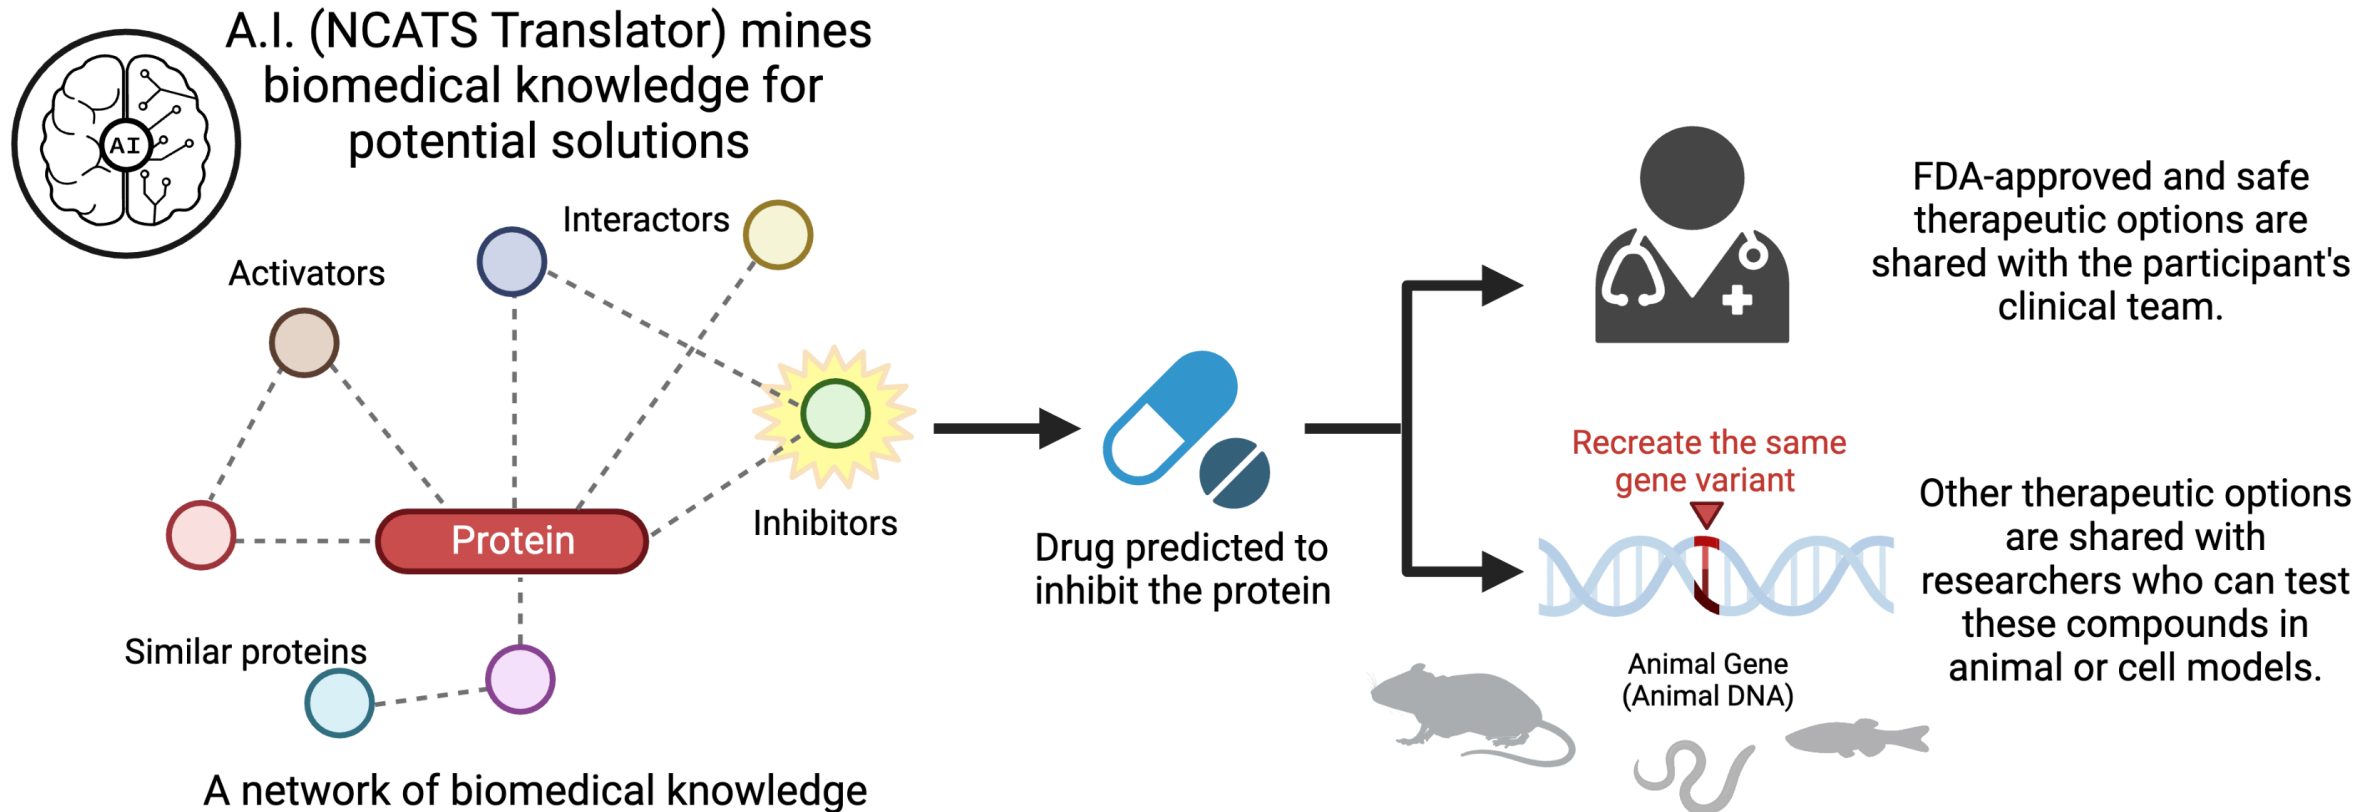 A.I. (NCATS Translator) mines
biomedical knowledge for
potential solutions
AI
Interactors
Activators
Inhibitors
Protein
Similar proteins
A network of biomedical knowledge
Drug predicted to
inhibit the protein
FDA-approved and safe
therapeutic options are
shared with the participant's
clinical team.
Recreate the same
gene variant
Animal Gene
(Animal DNA)
Other therapeutic options
are shared with
researchers who can test
these compounds in
animal or cell models.